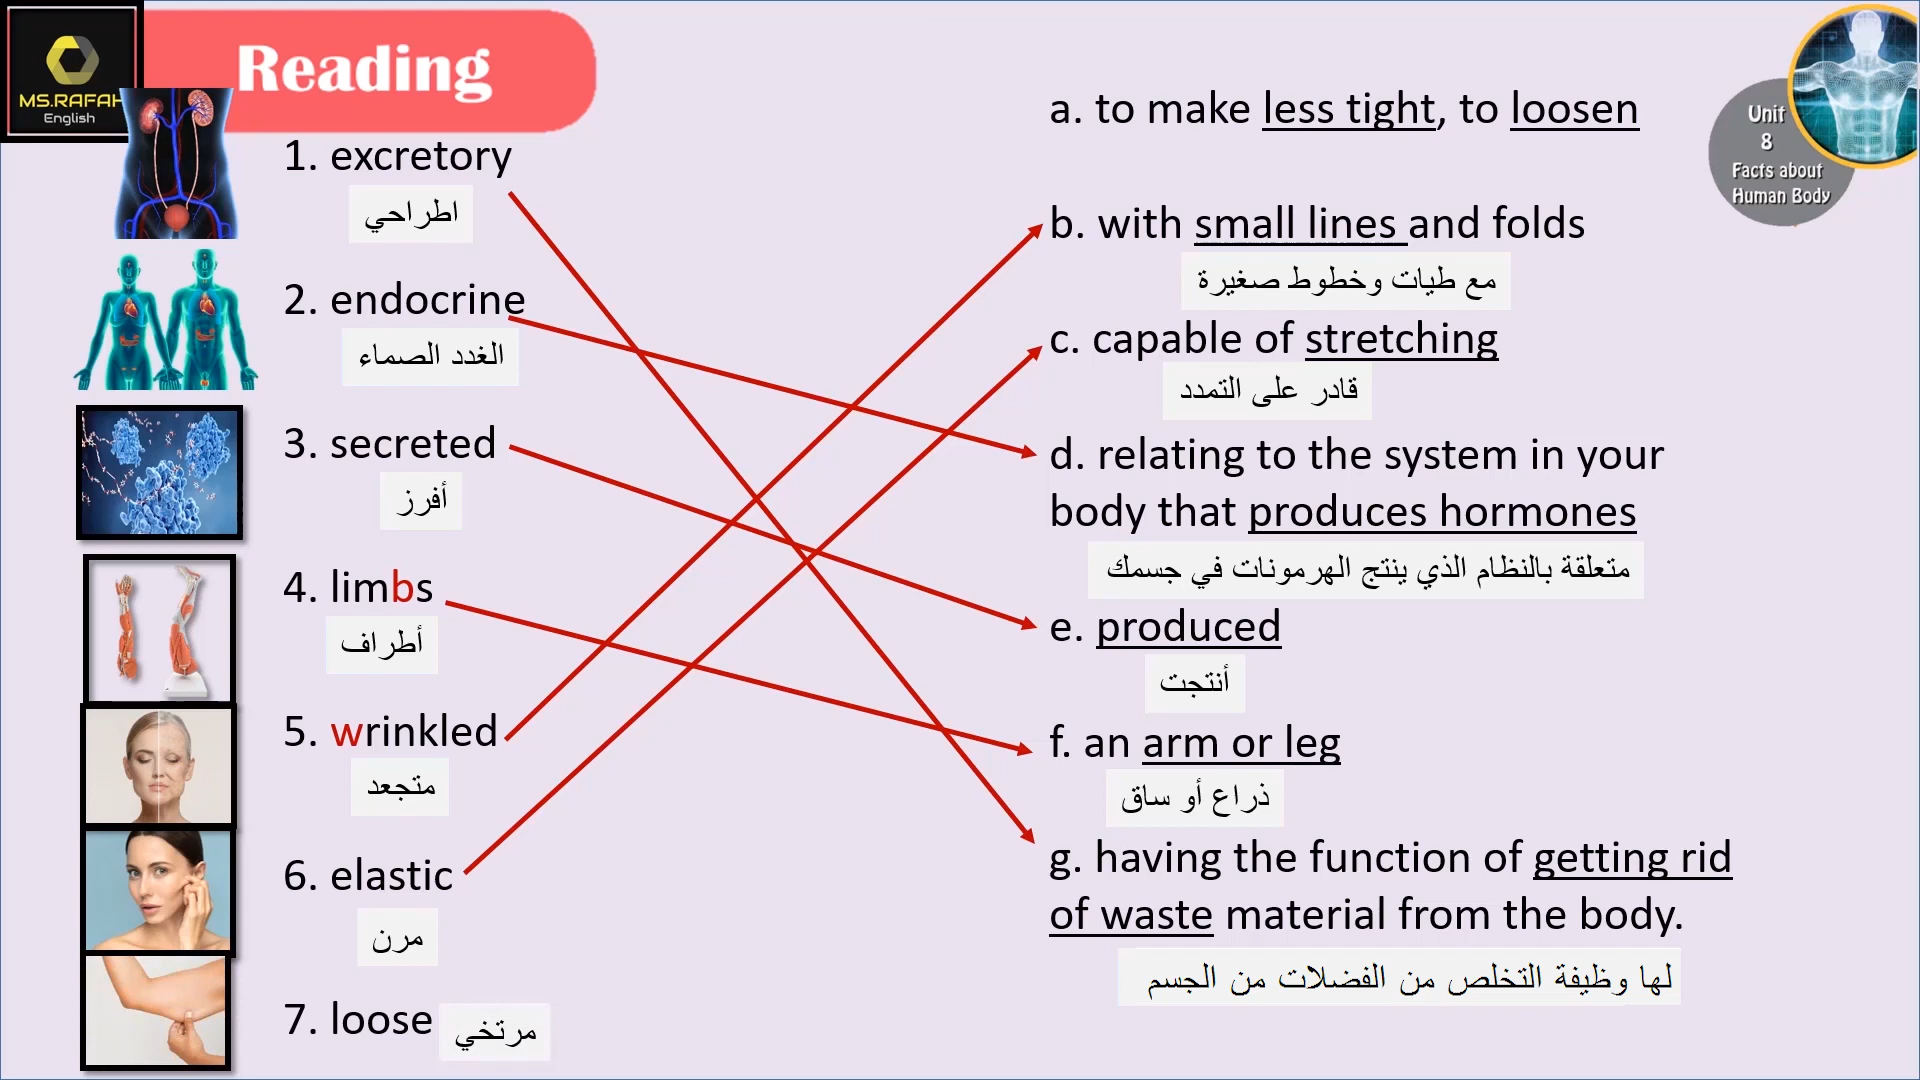 MS.RAFAH
English
Reading
Unit
8
Facts about
Human Body
1. excretory
اطراحي
2. endocrine
الغدد الصماء
3. secreted
أفرز
4. limbs
أطراف
5. wrinkled
متجعد
6. elastic
مرن
7. loose
مرتخي
a. to make less tight, to loosen
b. with small lines and folds
مع طيات وخطوط صغيرة
c. capable of stretching
قادر على التمدد
d. relating to the system in your
body that produces hormones
متعلقة بالنظام الذي ينتج الهرمونات في جسمك
e. produced
أنتجت
f. an arm or leg
ذراع أو ساق
g. having the function of getting rid
of waste material from the body.
لها وظيفة التخلص من الفضلات من الجسم